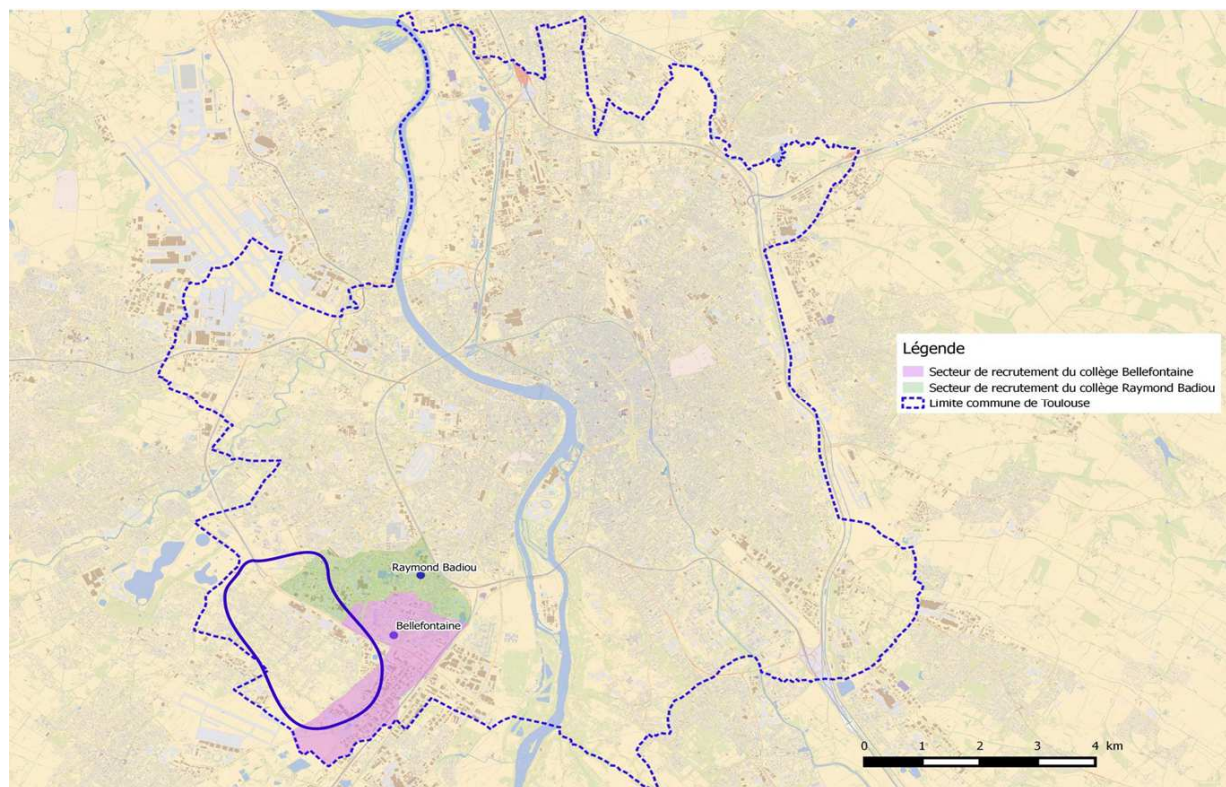 Légende
Secteur de recrutement du collège Bellefontaine
Secteur de recrutement du collège Raymond Badiou
Limite commune de Toulouse
Raymond Badiou
Bellefontaine
0 1 2 3 4 km